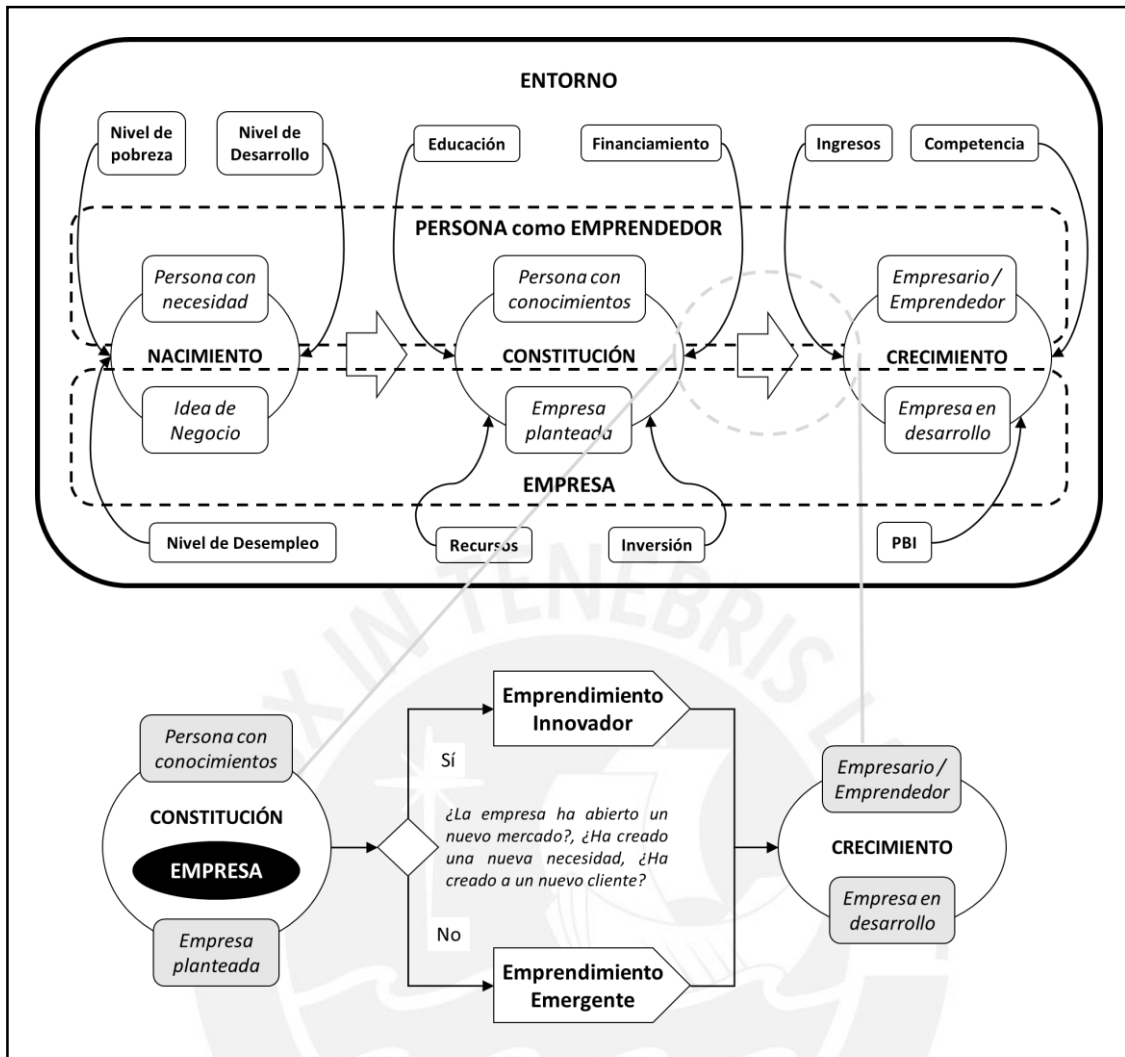 ENTORNO
Nivel de
pobreza
Nivel de
Desarrollo
Educación
Financiamiento
Ingresos
Competencia
PERSONA como EMPRENDEDOR
Persona con
necesidad
Persona con
conocimientos
Empresario /
Emprendedor
NACIMIENTO
CONSTITUCIÓN
CRECIMIENTO
Idea de
Negocio
Empresa
planteada
Empresa en
desarrollo
EMPRESA
Nivel de Desempleo
Recursos
Inversión
PBI
X IN TENEBRIS L
Persona con
conocimientos
CONSTITUCIÓN
EMPRESA
Empresa
planteada
Emprendimiento
Innovador
Sí
¿La empresa ha abierto un
nuevo mercado?, ¿Ha creado
una nueva necesidad, ¿Ha
creado a un nuevo cliente?
No
Emprendimiento
Emergente
Empresario /
Emprendedor
CRECIMIENTO
Empresa en
desarrollo